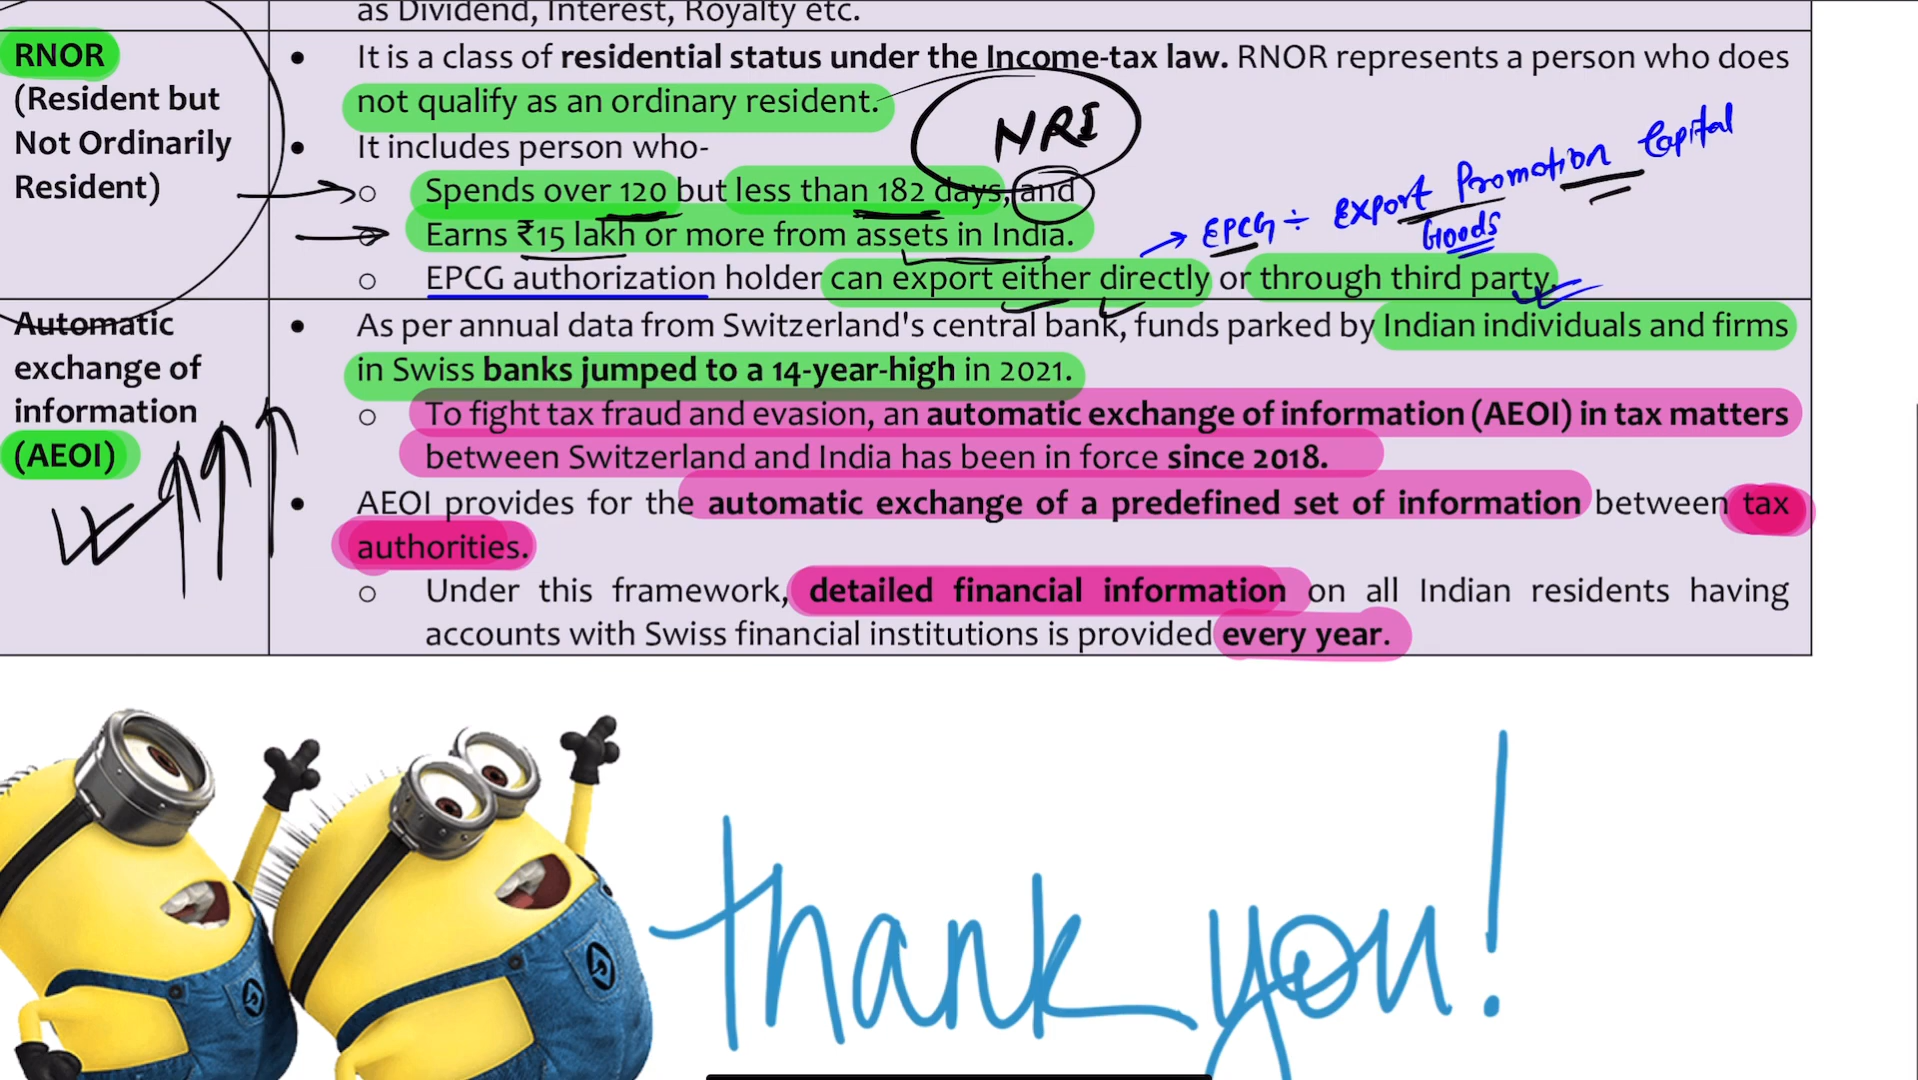 as Dividend, Interest, Royalty etc.
RNOR
(Resident but
Not Ordinarily
Resident)
• It is a class of residential status under the Income-tax law. RNOR represents a person who does
not qualify as an ordinary resident.
NRI
• It includes person who-
o Spends over 120 but less than 182 days, and
o Earns ₹15 lakh or more from assets in India.
EPCG ÷ Export Promotion Capital
Goods
o EPCG authorization holder can export either directly or through third party.
Automatic
exchange of
information
(AEOI)
• As per annual data from Switzerland's central bank, funds parked by Indian individuals and firms
in Swiss banks jumped to a 14-year-high in 2021.
o To fight tax fraud and evasion, an automatic exchange of information (AEOI) in tax matters
between Switzerland and India has been in force since 2018.
• AEOI provides for the automatic exchange of a predefined set of information between tax
authorities.
o Under this framework, detailed financial information on all Indian residents having
accounts with Swiss financial institutions is provided every year.
thank you!